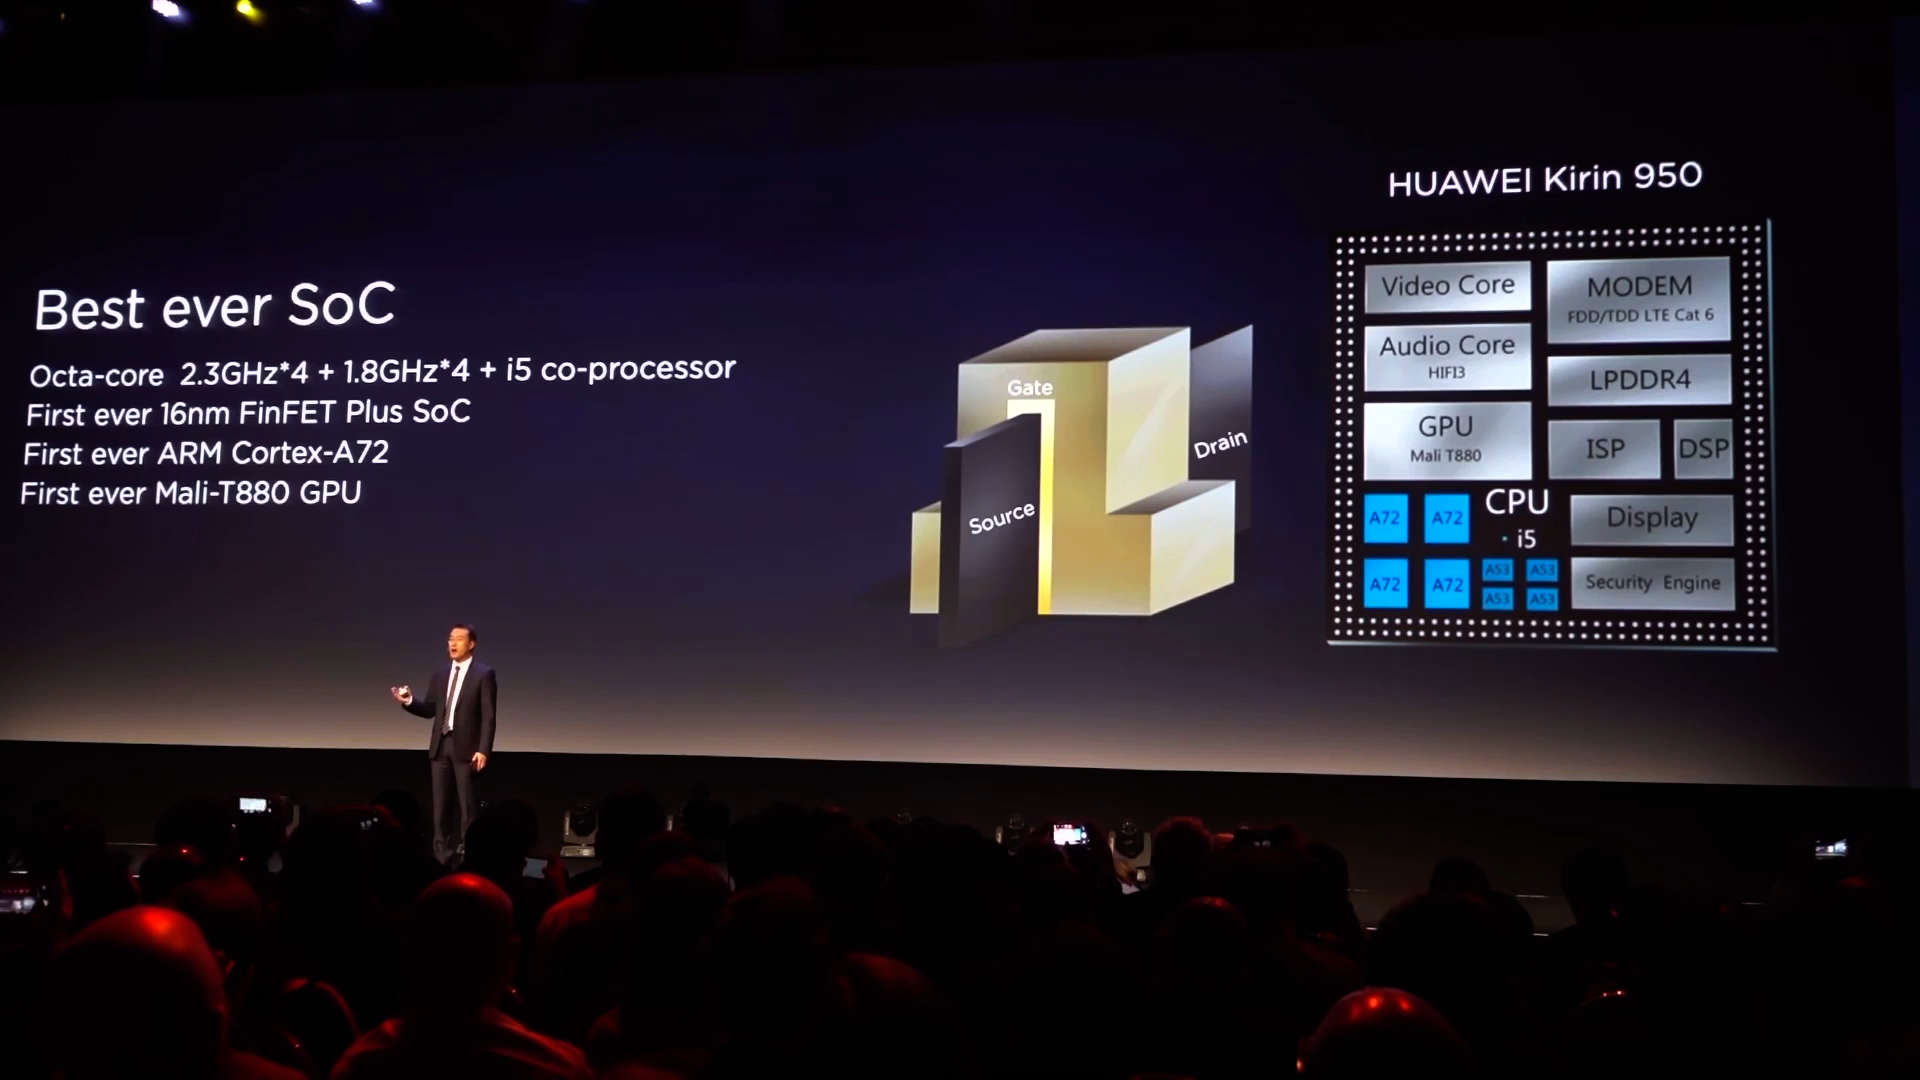 Best ever SoC
Octa-core 2.3GHz*4 + 1.8GHz*4 + i5 co-processor
First ever 16nm FinFET Plus SoC
First ever ARM Cortex-A72
First ever Mali-T880 GPU
Gate
Source
Drain
HUAWEI Kirin 950
Video Core
MODEM
FDD/TDD LTE Cat 6
Audio Core
HIFI3
LPDDR4
GPU
Mali T880
ISP
DSP
A72
A72
CPU
· i5
Display
A72
A72
A53
A53
A53
A53
Security Engine